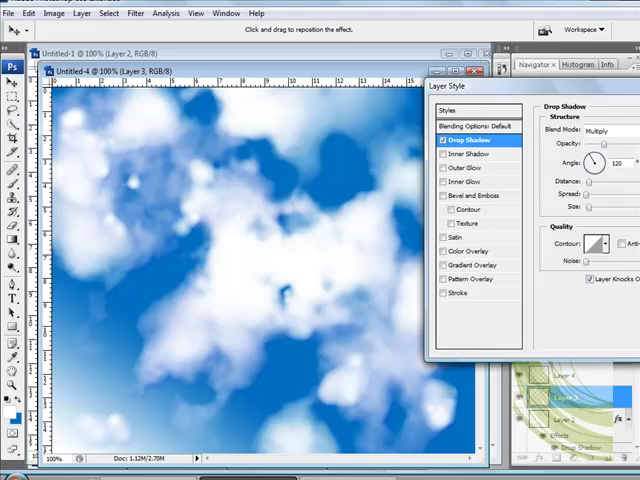 File Edit Image Layer Select Filter Analysis View Window Help
Click and drag to reposition the effect.
Workspace
Ps
Untitled-1 @ 100% (Layer 2, RGB/8)
Navigator Histogram Info
Untitled-4 @ 100% (Layer 3, RGB/8)
Layer Style
Styles
Blending Options: Default
Drop Shadow
Inner Shadow
Outer Glow
Inner Glow
Bevel and Emboss
Contour
Texture
Satin
Color Overlay
Gradient Overlay
Pattern Overlay
Stroke
Drop Shadow
Structure
Blend Mode: Multiply
Opacity:
Angle: 120 °
Distance:
Spread:
Size:
Quality
Contour: Anti-
Noise:
Layer Knocks O
Layer 4
Layer 3
Layer 2 fx
Effects
Drop Shadow
100% Doc: 1.12M/2.70M